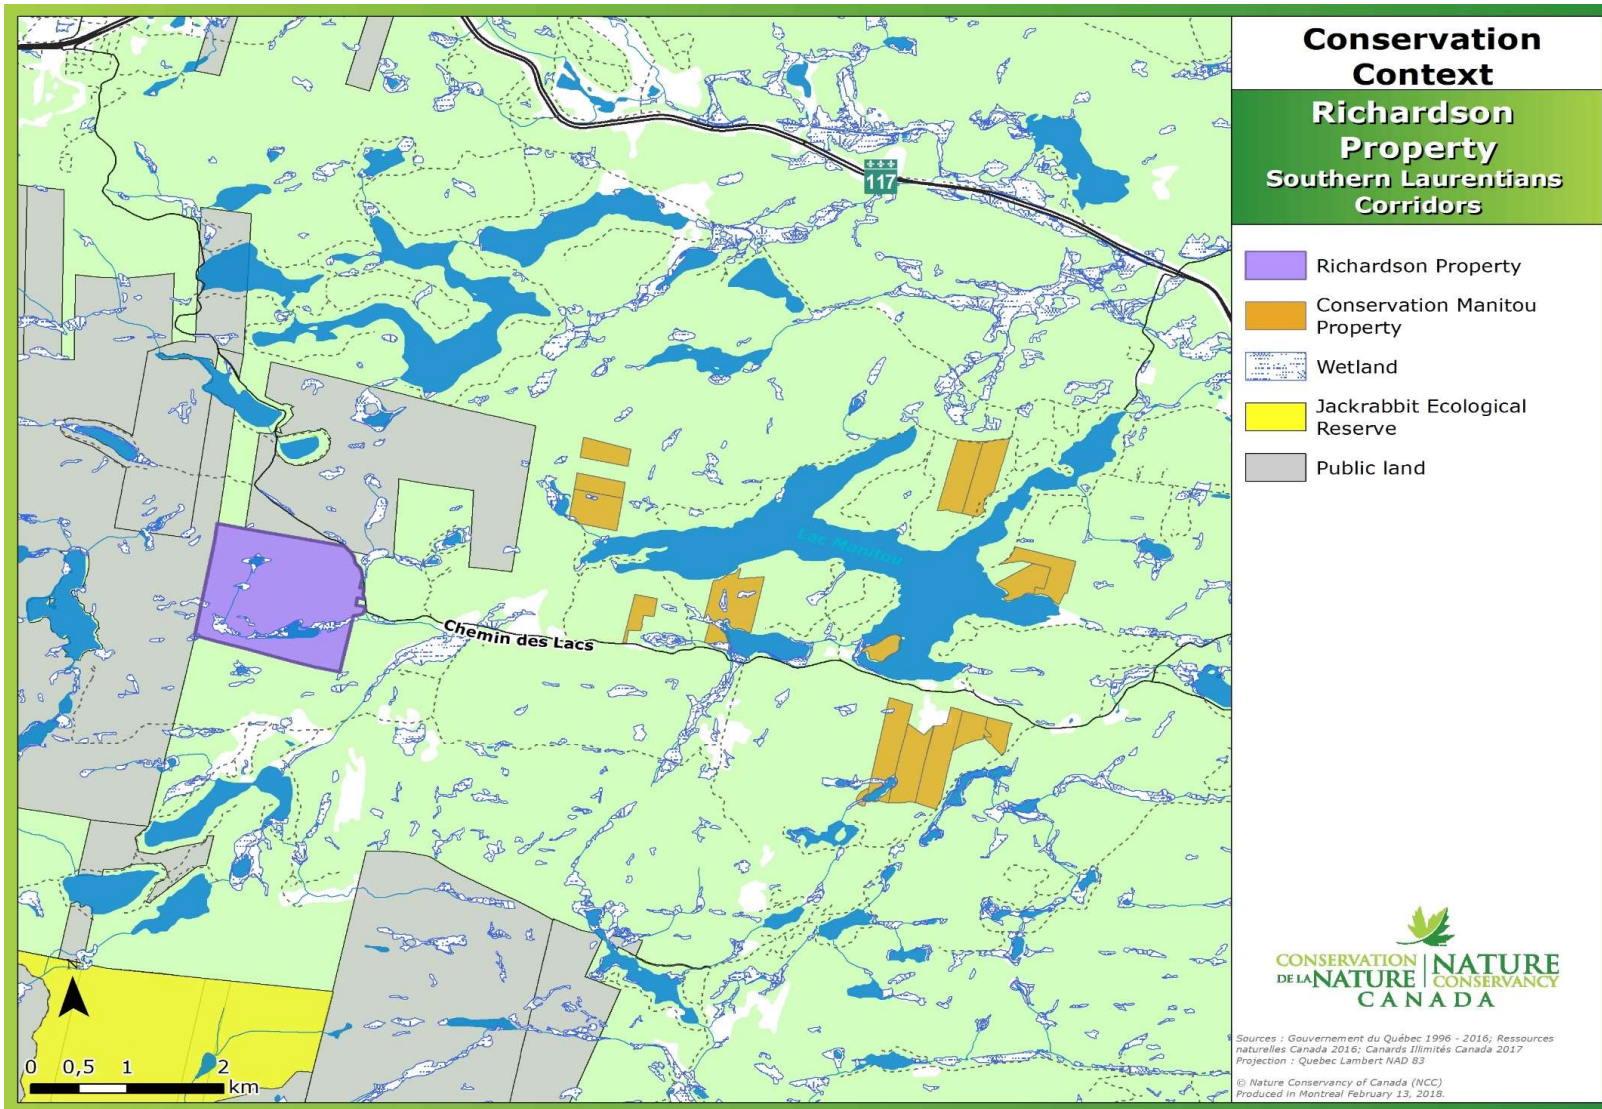 Conservation
Context
Richardson
Property
Southern Laurentians
Corridors
Richardson Property
Conservation Manitou
Property
Wetland
Jackrabbit Ecological
Reserve
Public land
117
Lac Manitou
Chemin des Lacs
N
0 0,5 1 2
km
CONSERVATION
DE LA NATURE
NATURE
CONSERVANCY
CANADA
Sources : Gouvernement du Québec 1996 - 2016; Ressources
naturelles Canada 2016; Canards Illimités Canada 2017
Projection : Quebec Lambert NAD 83
© Nature Conservancy of Canada (NCC)
Produced in Montreal February 13, 2018.